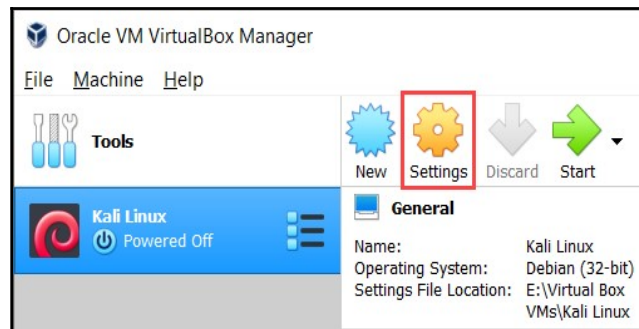 Oracle VM VirtualBox Manager
File Machine Help
Tools
New Settings Discard Start
Kali Linux
Powered Off
General
Name: Kali Linux
Operating System: Debian (32-bit)
Settings File Location: E:\Virtual Box
VMs\Kali Linux